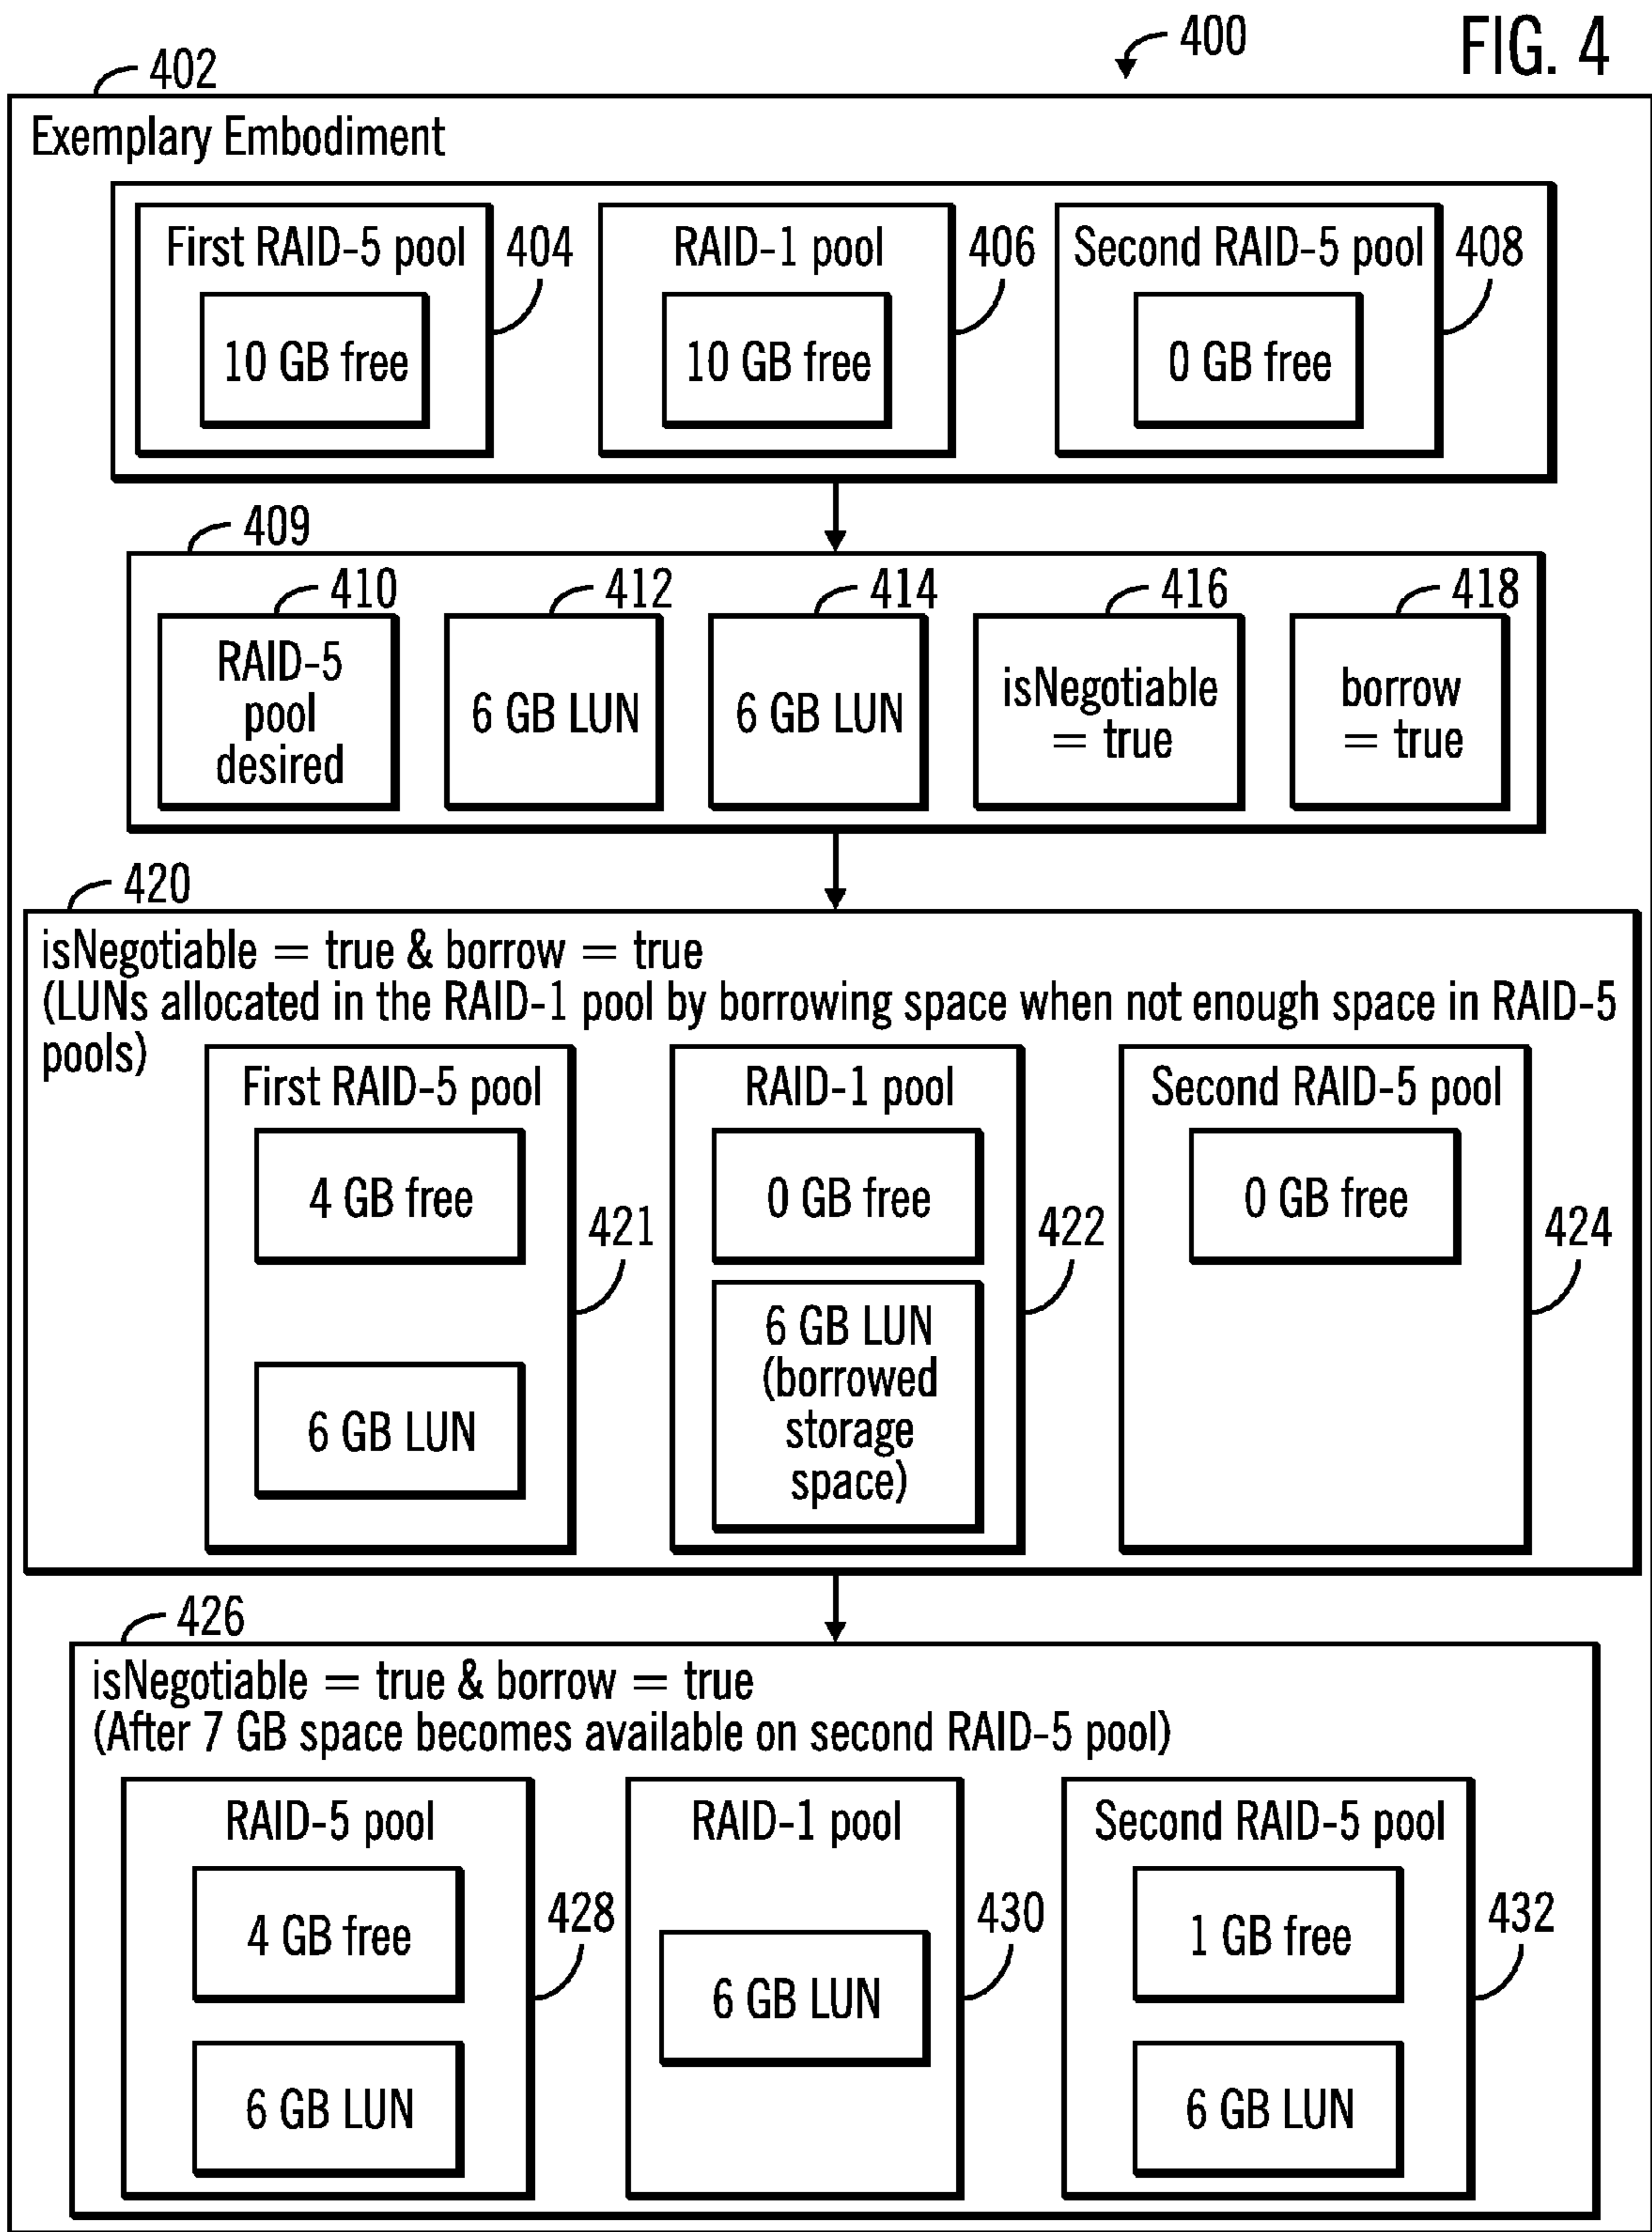 400
FIG. 4
402
Exemplary Embodiment
First RAID-5 pool
404
10 GB free
RAID-1 pool
406
10 GB free
Second RAID-5 pool
408
0 GB free
409
410
RAID-5
pool
desired
412
6 GB LUN
414
6 GB LUN
416
isNegotiable
= true
418
borrow
= true
420
isNegotiable = true & borrow = true
(LUNs allocated in the RAID-1 pool by borrowing space when not enough space in RAID-5
pools)
First RAID-5 pool
4 GB free
421
6 GB LUN
RAID-1 pool
0 GB free
422
6 GB LUN
(borrowed
storage
space)
Second RAID-5 pool
0 GB free
424
426
isNegotiable = true & borrow = true
(After 7 GB space becomes available on second RAID-5 pool)
RAID-5 pool
4 GB free
428
6 GB LUN
RAID-1 pool
430
6 GB LUN
Second RAID-5 pool
1 GB free
432
6 GB LUN